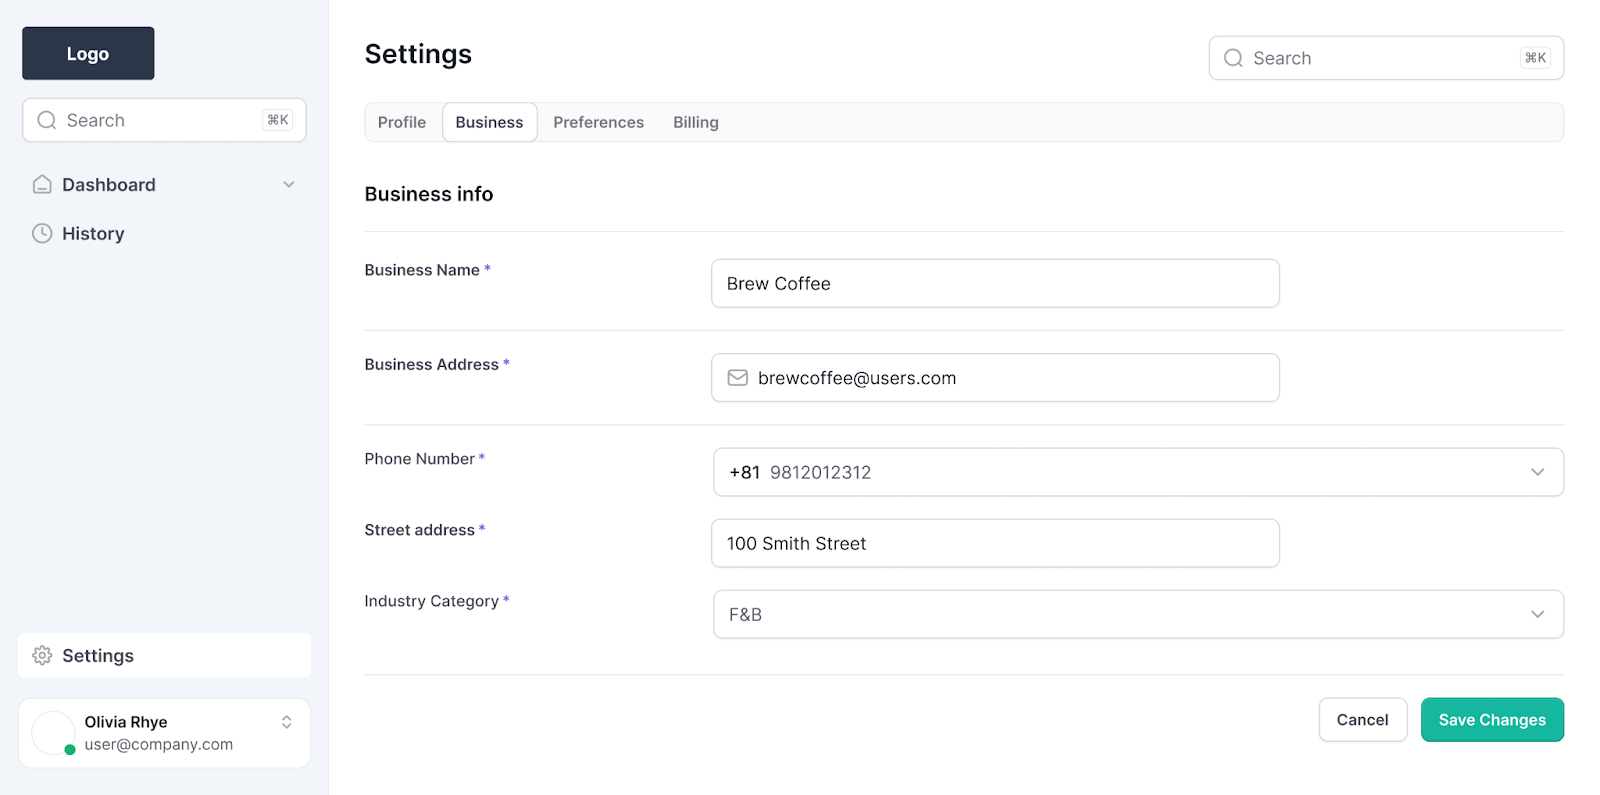 Logo
Search ⌘K
Dashboard
History
Settings
Olivia Rhye
user@company.com
Settings
Search ⌘K
Profile Business Preferences Billing
Business info
Business Name *
Brew Coffee
Business Address *
brewcoffee@users.com
Phone Number *
+81 9812012312
Street address *
100 Smith Street
Industry Category *
F&B
Cancel Save Changes